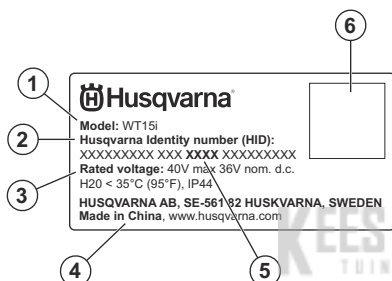 6
1
Husqvarna
Model: WT15i
2
Husqvarna Identity number (HID):
XXXXXXXXX XXX XXXX XXXXXXXXX
3
Rated voltage: 40V max 36V nom. d.c.
H20 < 35°C (95°F), IP44
HUSQVARNA AB, SE-561 82 HUSKVARNA, SWEDEN
Made in China, www.husqvarna.com
4
5
KEES
TUIN